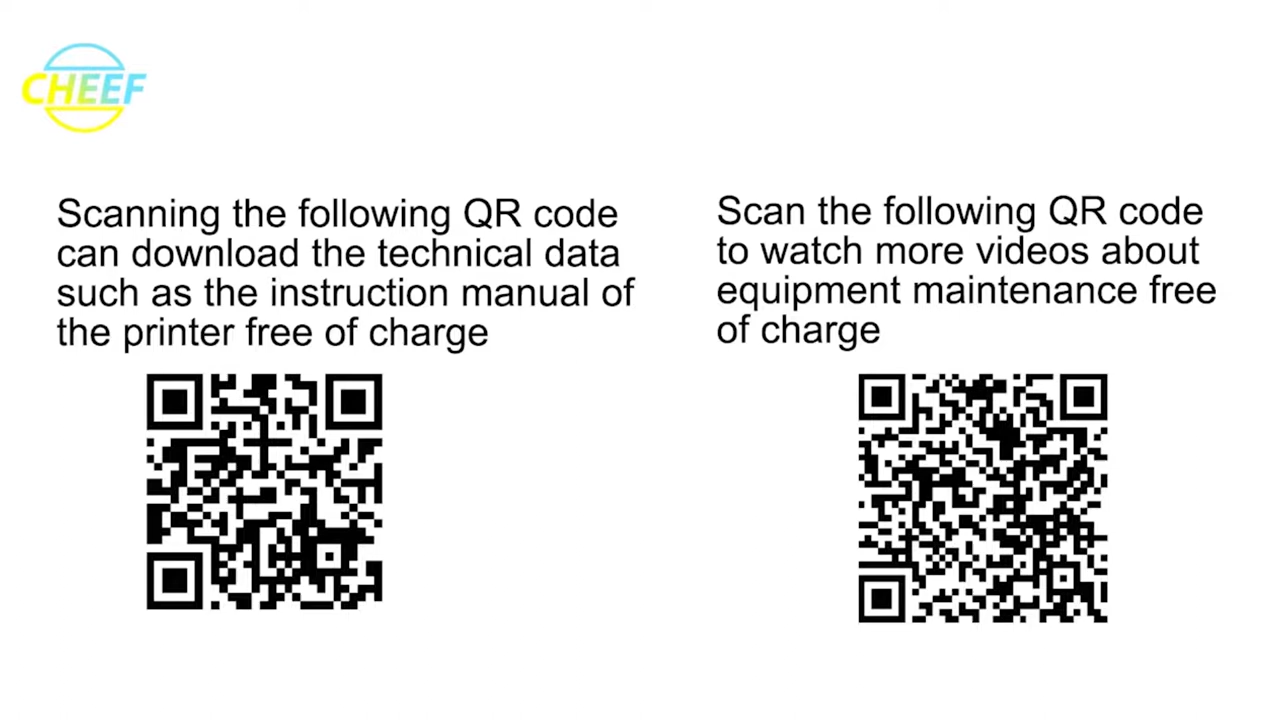 CHEEF
Scanning the following QR code
can download the technical data
such as the instruction manual of
the printer free of charge
Scan the following QR code
to watch more videos about
equipment maintenance free
of charge